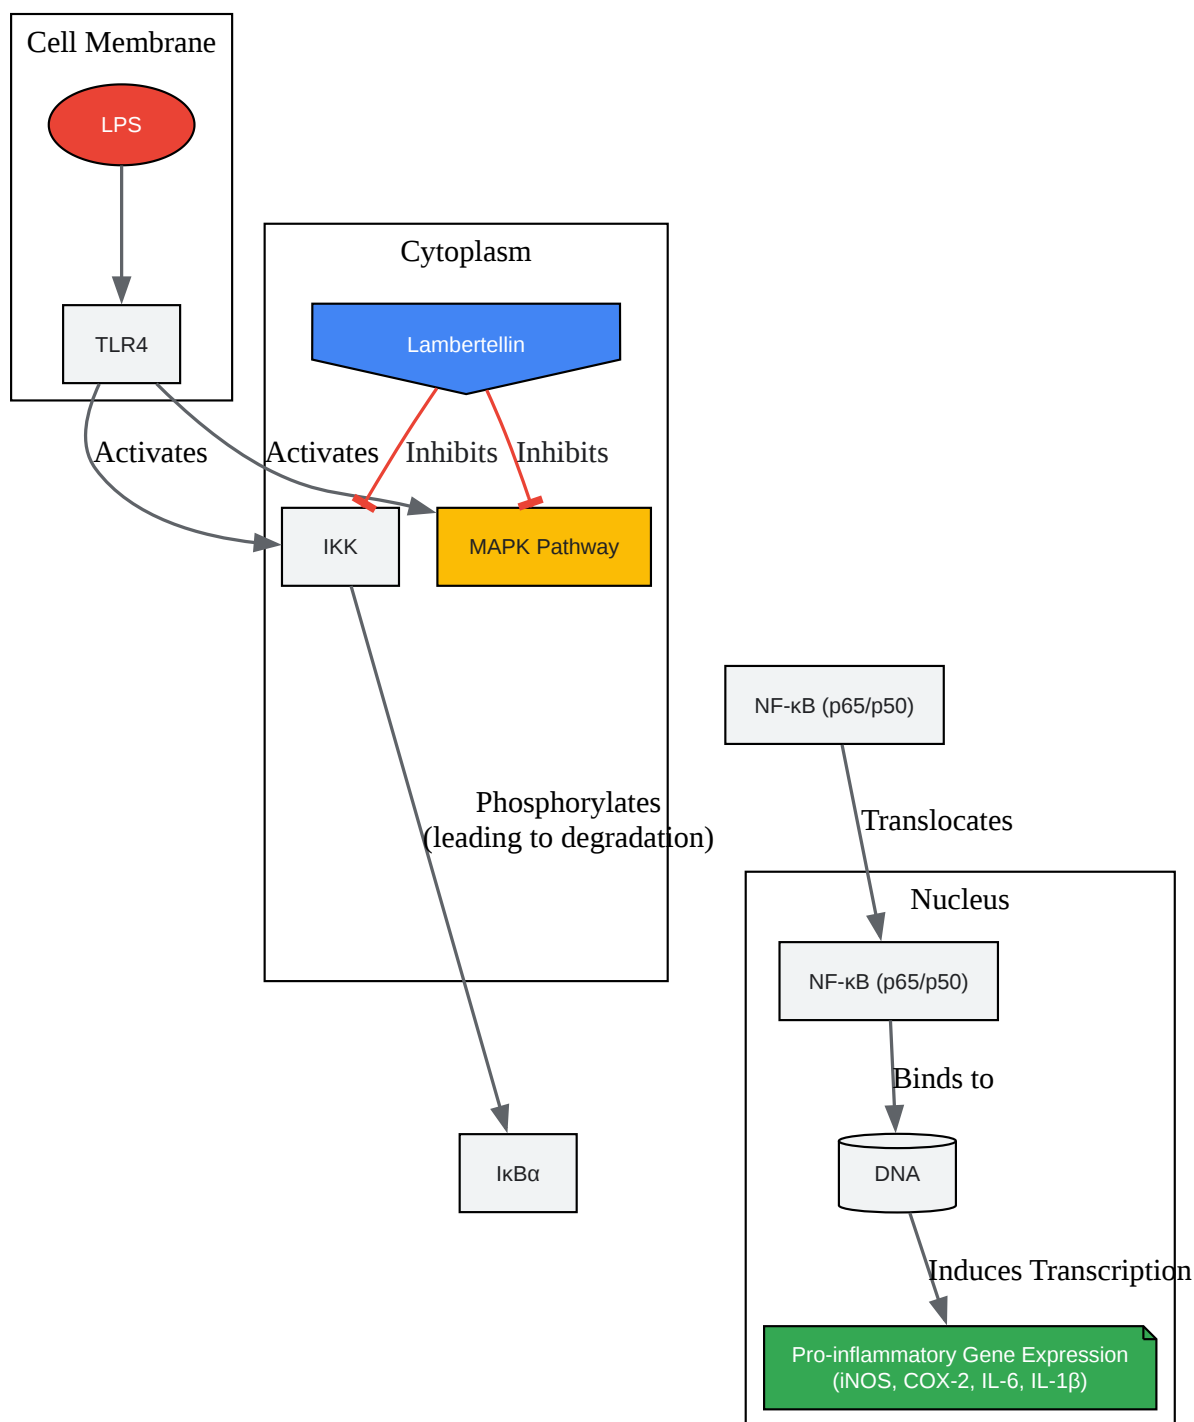 Cell Membrane
LPS
TLR4
Cytoplasm
Lambertellin
Activates
Activates
Inhibits
Inhibits
IKK
MAPK Pathway
NF-κB (p65/p50)
Phosphorylates
(leading to degradation)
Translocates
Nucleus
NF-κB (p65/p50)
Binds to
IκBα
DNA
Induces Transcription
Pro-inflammatory Gene Expression
(iNOS, COX-2, IL-6, IL-1β)